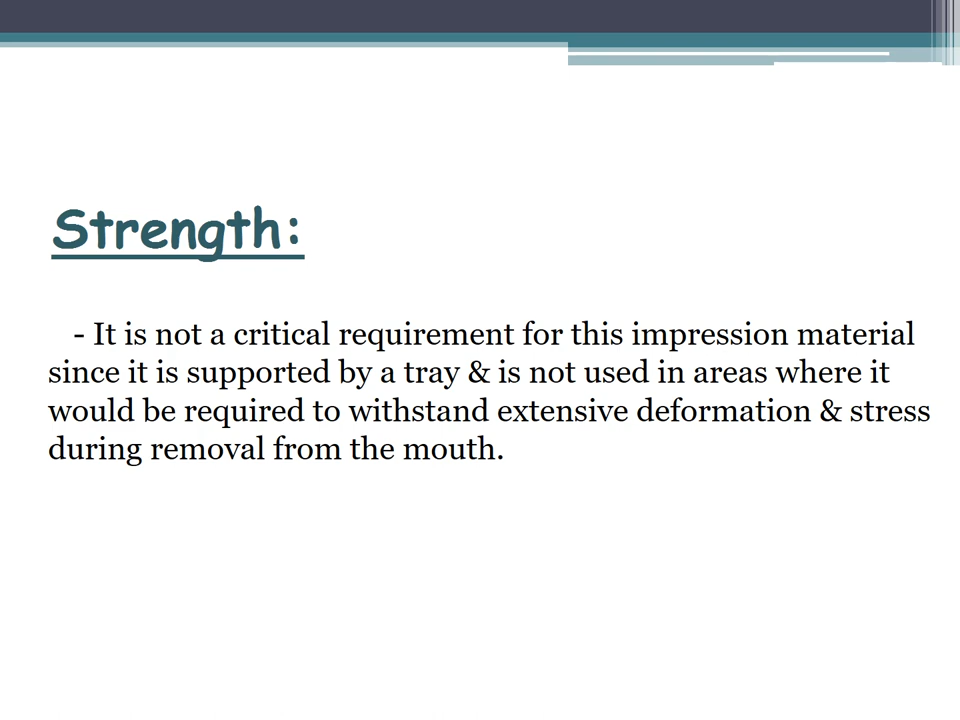 Strength:
- It is not a critical requirement for this impression material
since it is supported by a tray & is not used in areas where it
would be required to withstand extensive deformation & stress
during removal from the mouth.